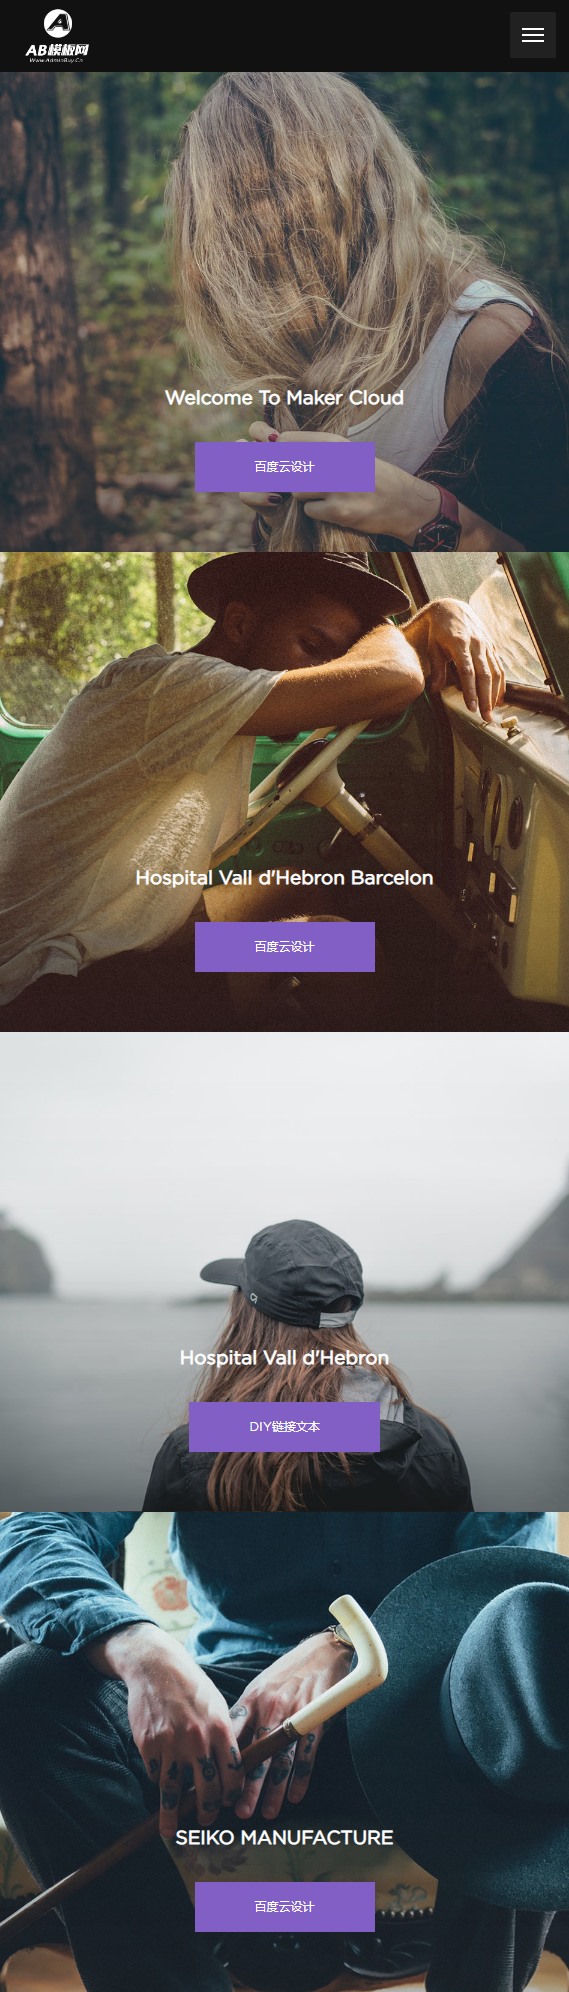 A
AB模板网
Www.AdminBuy.Cn
Welcome To Maker Cloud
百度云设计
Hospital Vall d'Hebron Barcelon
百度云设计
Hospital Vall d'Hebron
DIY链接文本
SEIKO MANUFACTURE
百度云设计